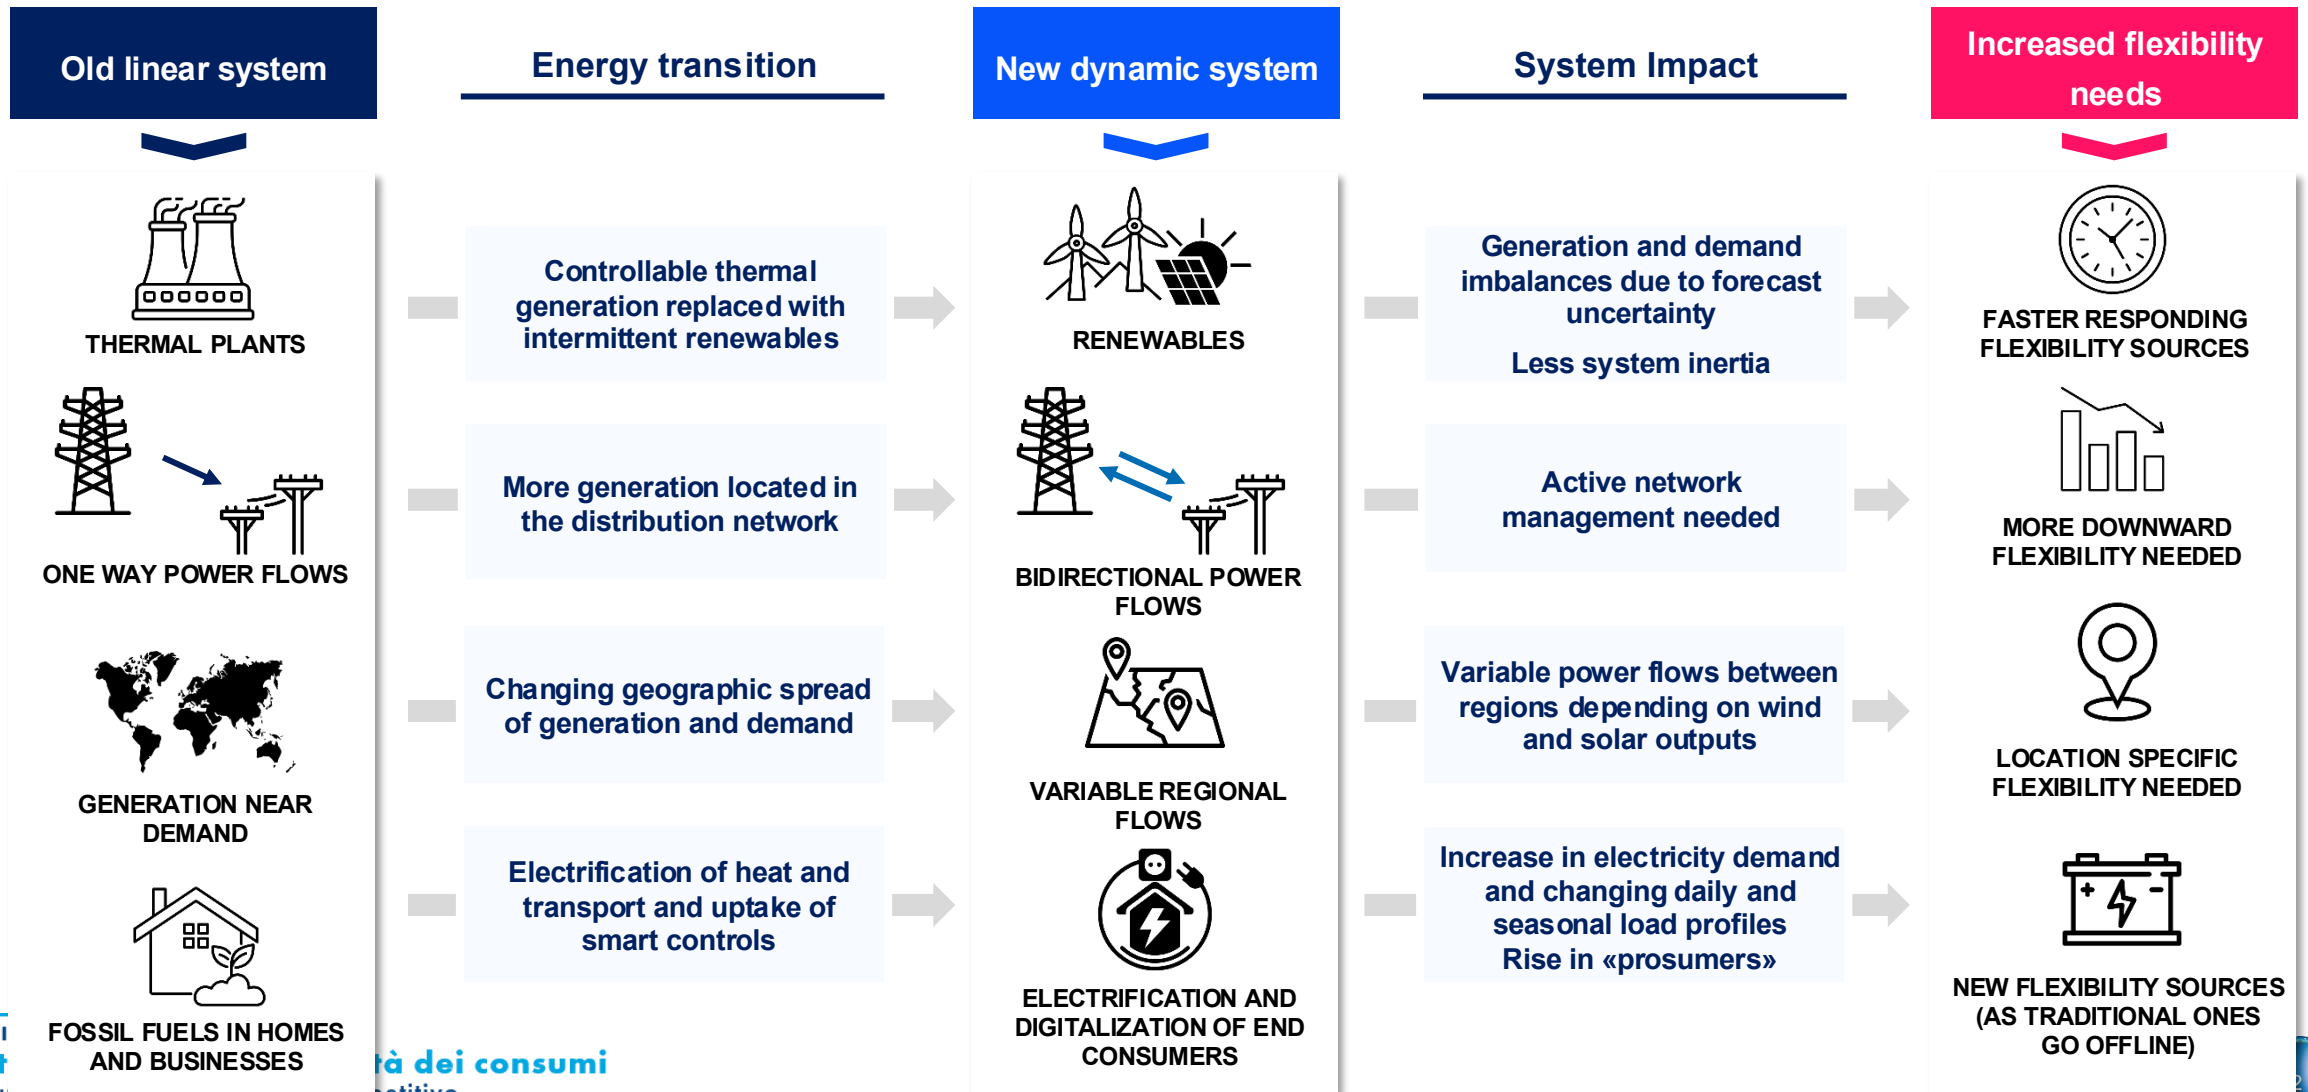 Old linear system
Energy transition
New dynamic system
System Impact
Increased flexibility
needs
THERMAL PLANTS
Controllable thermal
generation replaced with
intermittent renewables
RENEWABLES
Generation and demand
imbalances due to forecast
uncertainty
Less system inertia
FASTER RESPONDING
FLEXIBILITY SOURCES
ONE WAY POWER FLOWS
More generation located in
the distribution network
BIDIRECTIONAL POWER
FLOWS
Active network
management needed
MORE DOWNWARD
FLEXIBILITY NEEDED
GENERATION NEAR
DEMAND
Changing geographic spread
of generation and demand
VARIABLE REGIONAL
FLOWS
Variable power flows between
regions depending on wind
and solar outputs
LOCATION SPECIFIC
FLEXIBILITY NEEDED
FOSSIL FUELS IN HOMES
AND BUSINESSES
Electrification of heat and
transport and uptake of
smart controls
ELECTRIFICATION AND
DIGITALIZATION OF END
CONSUMERS
Increase in electricity demand
and changing daily and
seasonal load profiles
Rise in «prosumers»
NEW FLEXIBILITY SOURCES
(AS TRADITIONAL ONES
GO OFFLINE)
tà dei consumi